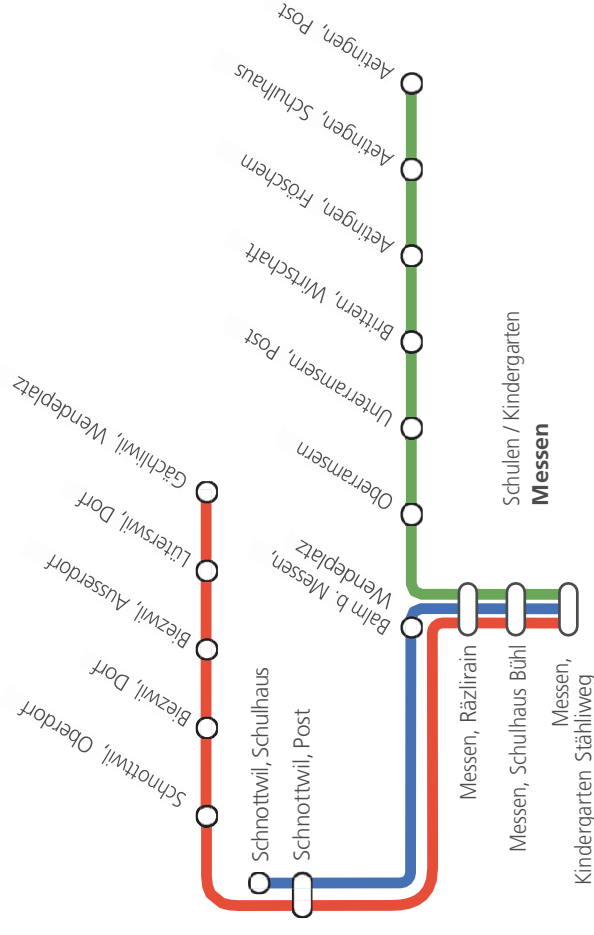 Aetingen, Post
Aetingen, Schulhaus
Aetingen, Fröschern
Brittern, Wirtschaft
Unterramsern, Post
Oberramsern
Balm b. Messen,
Wendeplatz
Gächliwil, Wendeplatz
Lüterswil, Dorf
Biezwil, Ausserdorf
Biezwil, Dorf
Schnottwil, Oberdorf
Schnottwil, Schulhaus
Schnottwil, Post
Messen, Räzlirain
Messen, Schulhaus Bühl
Messen,
Kindergarten Stähliweg
Schulen / Kindergarten
Messen